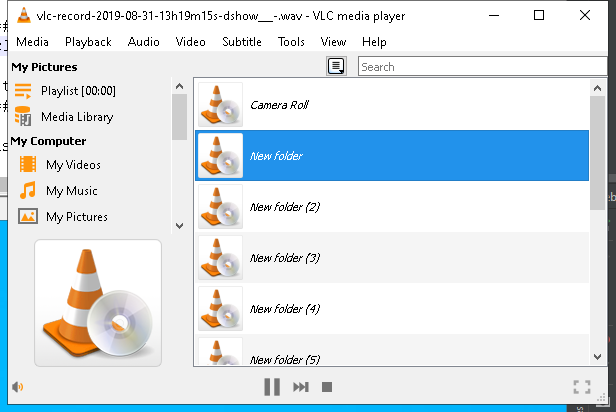 vlc-record-2019-08-31-13h19m15s-dshow__-.wav - VLC media player
Media Playback Audio Video Subtitle Tools View Help
My Pictures
Search
Playlist [00:00]
Media Library
My Computer
My Videos
My Music
My Pictures
Camera Roll
New folder
New folder (2)
New folder (3)
New folder (4)
New folder (5)